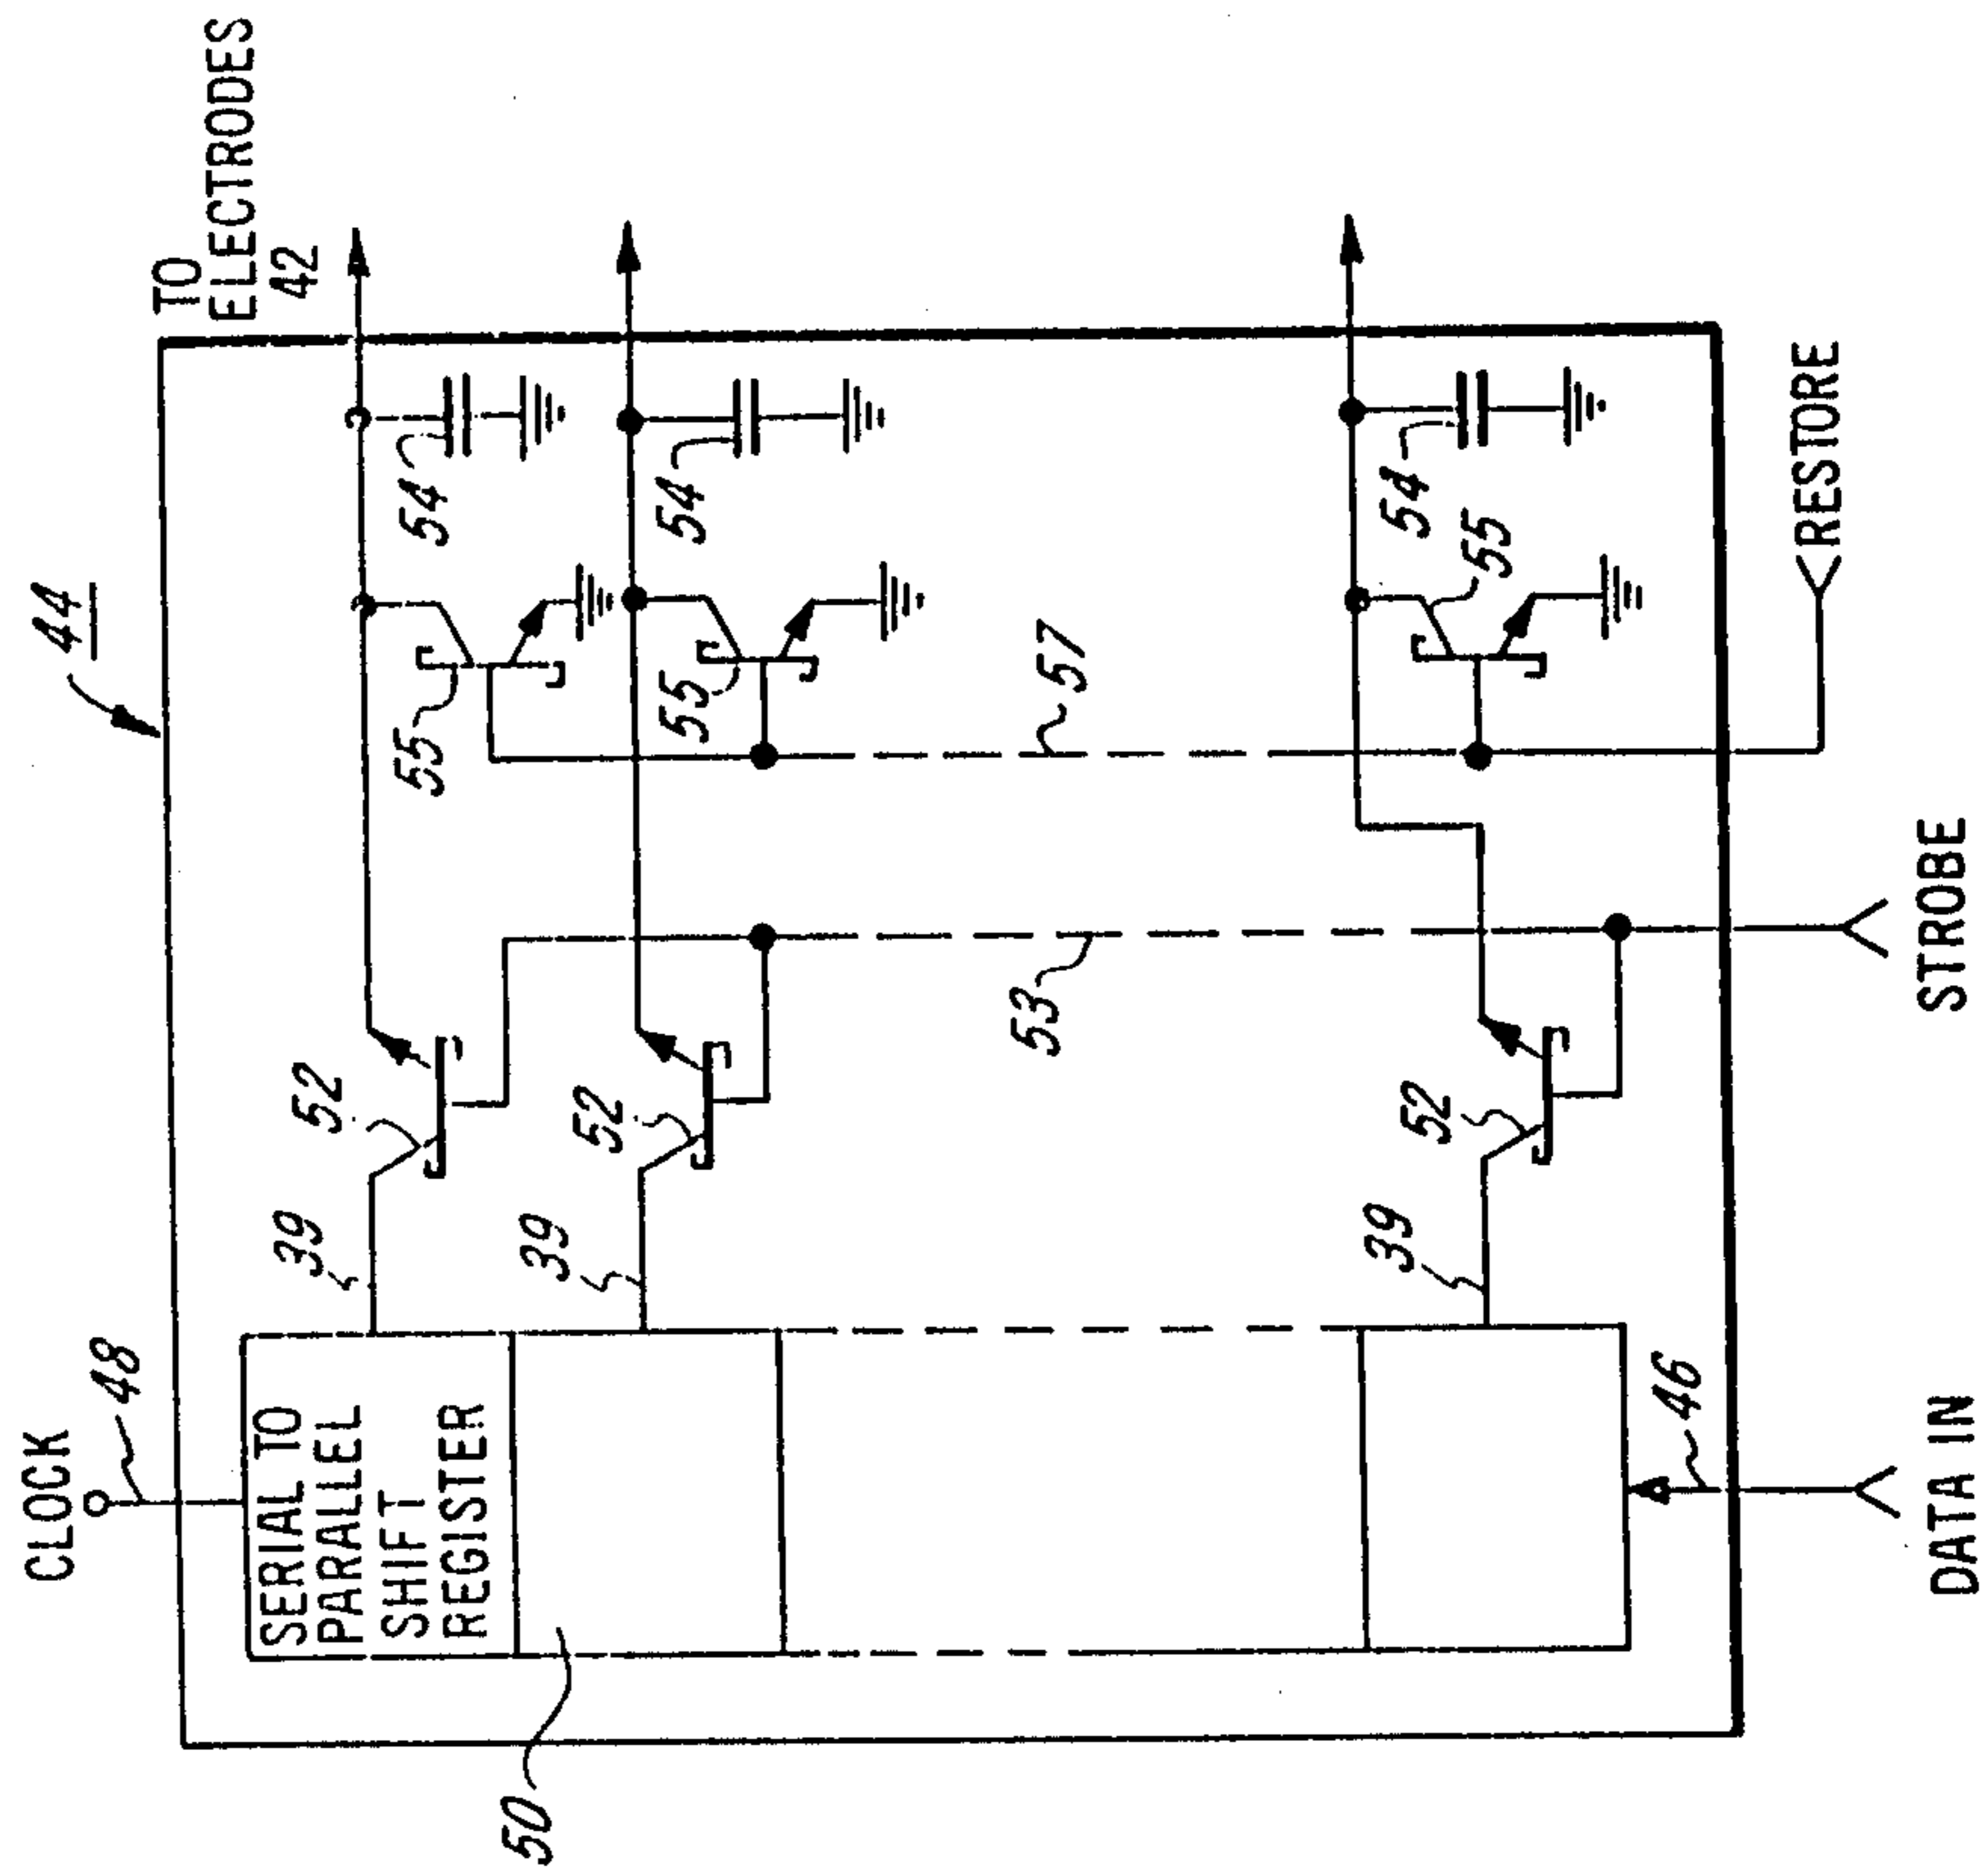 44
TO
ELECTRODES
42
CLOCK
48
SERIAL TO
PARALLEL
SHIFT
REGISTER
39
52
55
54
39
52
55
54
50
53
57
39
52
55
54
46
DATA IN
STROBE
RESTORE